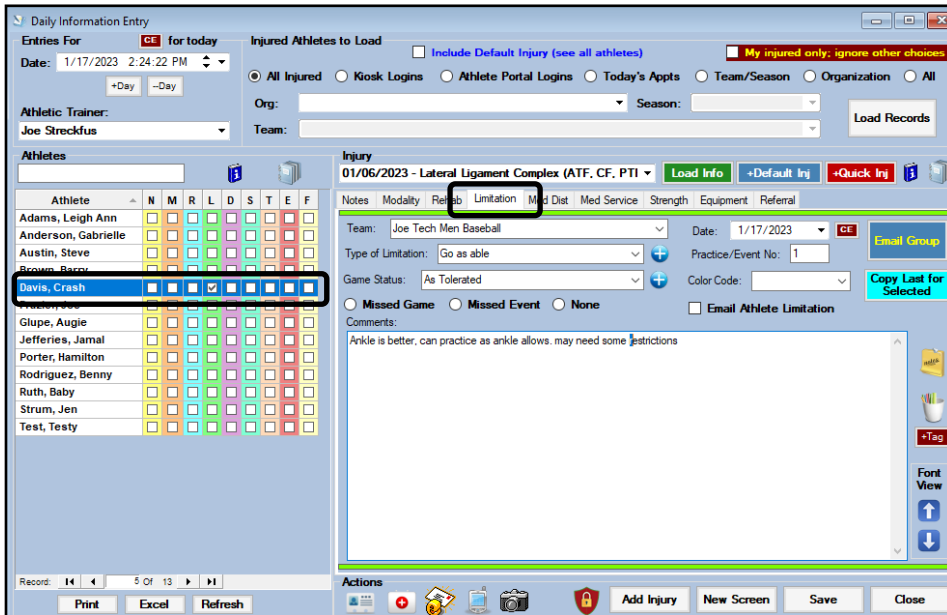 Daily Information Entry
Entries For CE for today
Date: 1/17/2023 2:24:22 PM
+Day --Day
Athletic Trainer:
Joe Streckfus
Injured Athletes to Load
Include Default Injury (see all athletes)
My injured only; ignore other choices
All Injured Kiosk Logins Athlete Portal Logins Today's Appts Team/Season Organization All
Org: Season:
Team:
Load Records
Athletes
Athlete N M R L D S T E F
Adams, Leigh Ann
Anderson, Gabrielle
Austin, Steve
Brown, Barry
Davis, Crash
Glupe, Augie
Jefferies, Jamal
Porter, Hamilton
Rodriguez, Benny
Ruth, Baby
Strum, Jen
Test, Testy
Record: 5 Of 13
Print Excel Refresh
Injury
01/06/2023 - Lateral Ligament Complex (ATF, CF, PTI
Load Info +Default Inj +Quick Inj
Notes Modality Rehab Limitation Med Dist Med Service Strength Equipment Referral
Team: Joe Tech Men Baseball
Date: 1/17/2023 CE
Email Group
Type of Limitation: Go as able
Practice/Event No: 1
Game Status: As Tolerated
Color Code:
Copy Last for Selected
Missed Game Missed Event None
Email Athlete Limitation
Comments:
Ankle is better, can practice as ankle allows. may need some restrictions
+Tag
Font
View
Actions
Add Injury New Screen Save Close